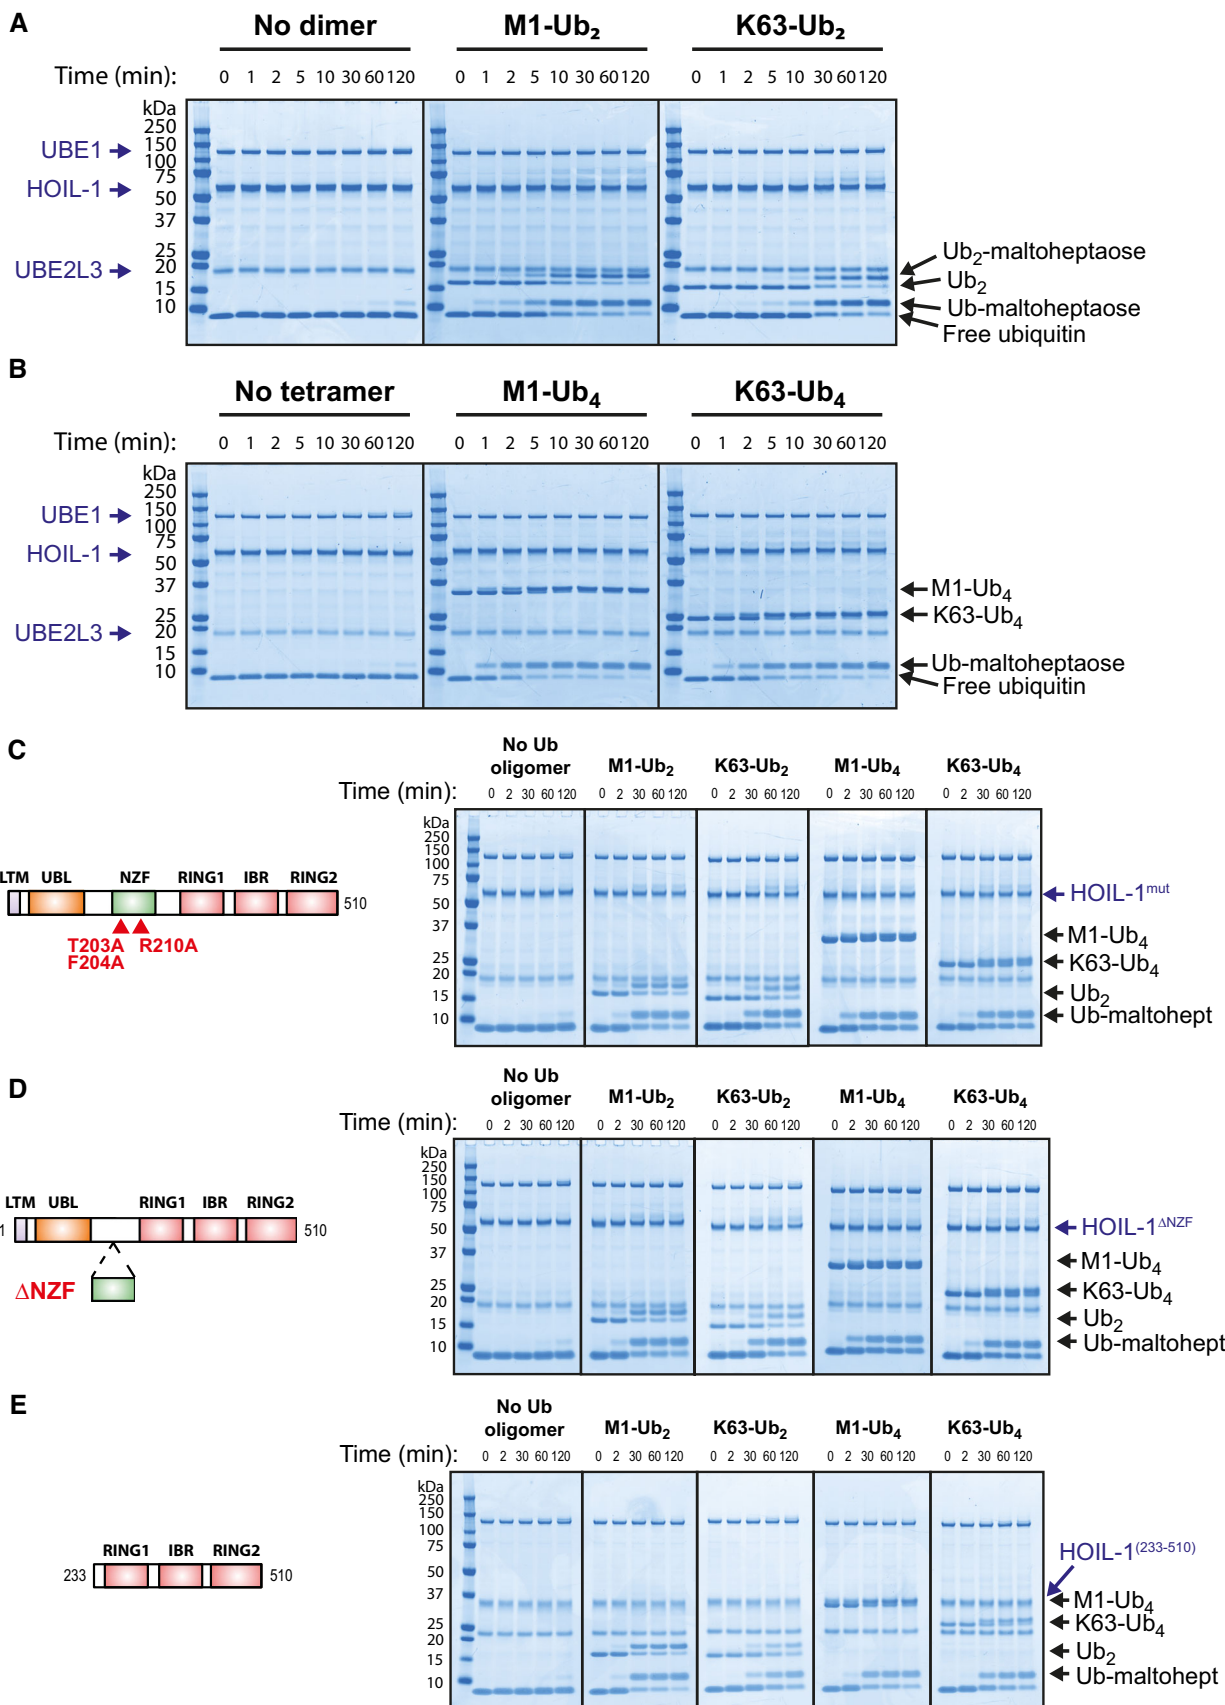 A
No dimer M1-Ub₂ K63-Ub₂
Time (min): 0 1 2 5 10 30 60 120 0 1 2 5 10 30 60 120 0 1 2 5 10 30 60 120
kDa
250
150
100
75
50
37
25
20
15
10
UBE1
HOIL-1
UBE2L3
Ub₂-maltoheptaose
Ub₂
Ub-maltoheptaose
Free ubiquitin
B
No tetramer M1-Ub₄ K63-Ub₄
Time (min): 0 1 2 5 10 30 60 120 0 1 2 5 10 30 60 120 0 1 2 5 10 30 60 120
kDa
250
150
100
75
50
37
25
20
15
10
UBE1
HOIL-1
UBE2L3
M1-Ub₄
K63-Ub₄
Ub-maltoheptaose
Free ubiquitin
C
No Ub
oligomer M1-Ub₂ K63-Ub₂ M1-Ub₄ K63-Ub₄
Time (min): 0 2 30 60 120 0 2 30 60 120 0 2 30 60 120 0 2 30 60 120 0 2 30 60 120
kDa
250
150
100
75
50
37
25
20
15
10
LTM UBL NZF RING1 IBR RING2
510
T203A R210A
F204A
HOIL-1ᵐᵘᵗ
M1-Ub₄
K63-Ub₄
Ub₂
Ub-maltohept
D
No Ub
oligomer M1-Ub₂ K63-Ub₂ M1-Ub₄ K63-Ub₄
Time (min): 0 2 30 60 120 0 2 30 60 120 0 2 30 60 120 0 2 30 60 120 0 2 30 60 120
kDa
250
150
100
75
50
37
25
20
15
10
LTM UBL RING1 IBR RING2
1 510
ΔNZF
HOIL-1^ΔNZF
M1-Ub₄
K63-Ub₄
Ub₂
Ub-maltohept
E
No Ub
oligomer M1-Ub₂ K63-Ub₂ M1-Ub₄ K63-Ub₄
Time (min): 0 2 30 60 120 0 2 30 60 120 0 2 30 60 120 0 2 30 60 120 0 2 30 60 120
kDa
250
150
100
75
50
37
25
20
15
10
RING1 IBR RING2
233 510
HOIL-1⁽²³³⁻⁵¹⁰⁾
M1-Ub₄
K63-Ub₄
Ub₂
Ub-maltohept